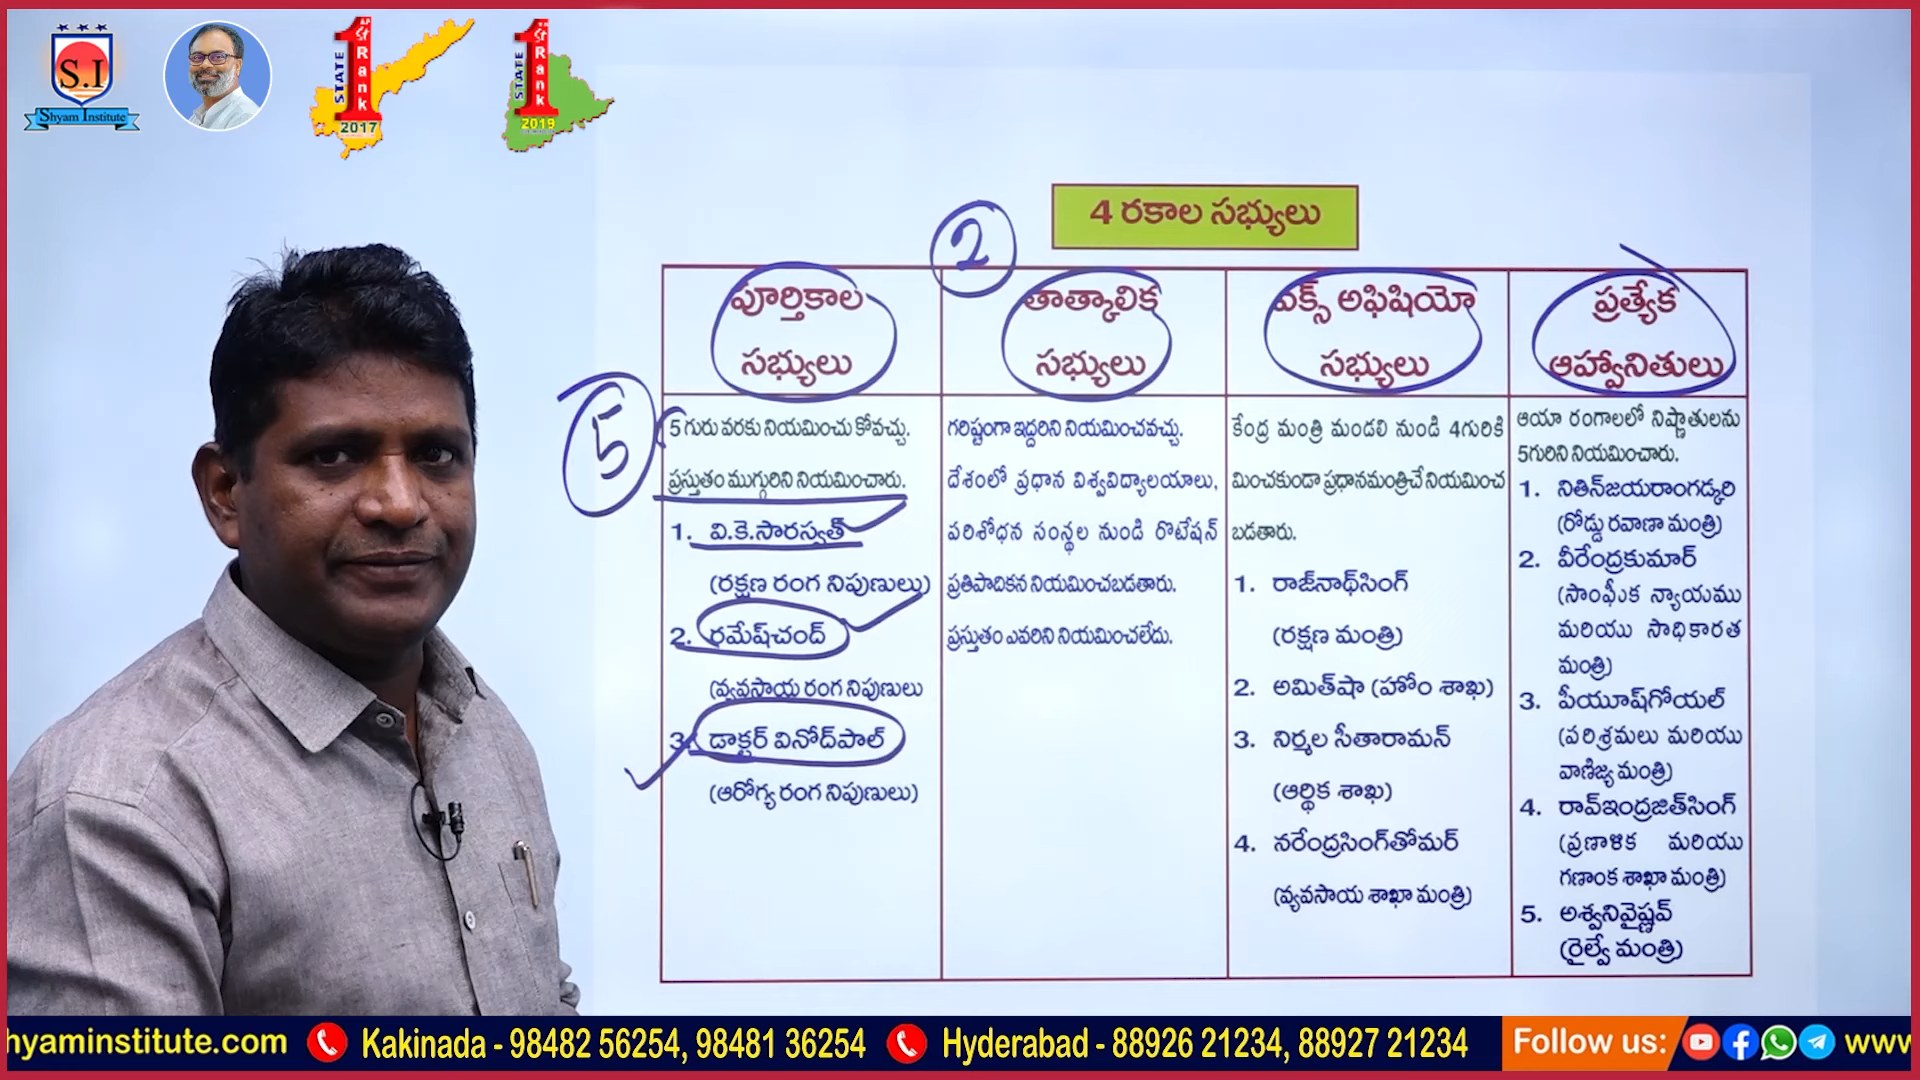 S.I
Shyam Institute
STATE
1st Rank
2017
STATE
1st Rank
2019
4 రకాల సభ్యులు
2
పూర్తికాల
సభ్యులు
5
5 గురు వరకు నియమించు కోవచ్చు.
ప్రస్తుతం ముగ్గురిని నియమించారు.
1. వి.కె.సారస్వత్
(రక్షణ రంగ నిపుణులు)
2. రమేష్‌చంద్
(వ్యవసాయ రంగ నిపుణులు
3. డాక్టర్ వినోద్‌పాల్
(ఆరోగ్య రంగ నిపుణులు)
తాత్కాలిక
సభ్యులు
గరిష్టంగా ఇద్దరిని నియమించవచ్చు.
దేశంలో ప్రధాన విశ్వవిద్యాలయాలు,
పరిశోధన సంస్థల నుండి రొటేషన్
ప్రతిపాదికన నియమించబడతారు.
ప్రస్తుతం ఎవరిని నియమించలేదు.
ఎక్స్ అఫిషియో
సభ్యులు
కేంద్ర మంత్రి మండలి నుండి 4గురికి
మించకుండా ప్రధానమంత్రిచే నియమించ
బడతారు.
1. రాజ్‌నాథ్‌సింగ్
(రక్షణ మంత్రి)
2. అమిత్‌షా (హోం శాఖ)
3. నిర్మల సీతారామన్
(ఆర్థిక శాఖ)
4. నరేంద్రసింగ్‌తోమర్
(వ్యవసాయ శాఖా మంత్రి)
ప్రత్యేక
ఆహ్వానితులు
ఆయా రంగాలలో నిష్ణాతులను
5గురిని నియమించారు.
1. నితిన్‌జయరాంగడ్కరి
(రోడ్డు రవాణా మంత్రి)
2. వీరేంద్రకుమార్
(సాంఘీక న్యాయము
మరియు సాధికారత
మంత్రి)
3. పీయూష్‌గోయల్
(పరిశ్రమలు మరియు
వాణిజ్య మంత్రి)
4. రావ్ఇంద్రజిత్‌సింగ్
(ప్రణాళిక మరియు
గణాంక శాఖా మంత్రి)
5. అశ్వనివైష్ణవ్
(రైల్వే మంత్రి)
hyaminstitute.com Kakinada - 98482 56254, 98481 36254 Hyderabad - 88926 21234, 88927 21234 Follow us: www